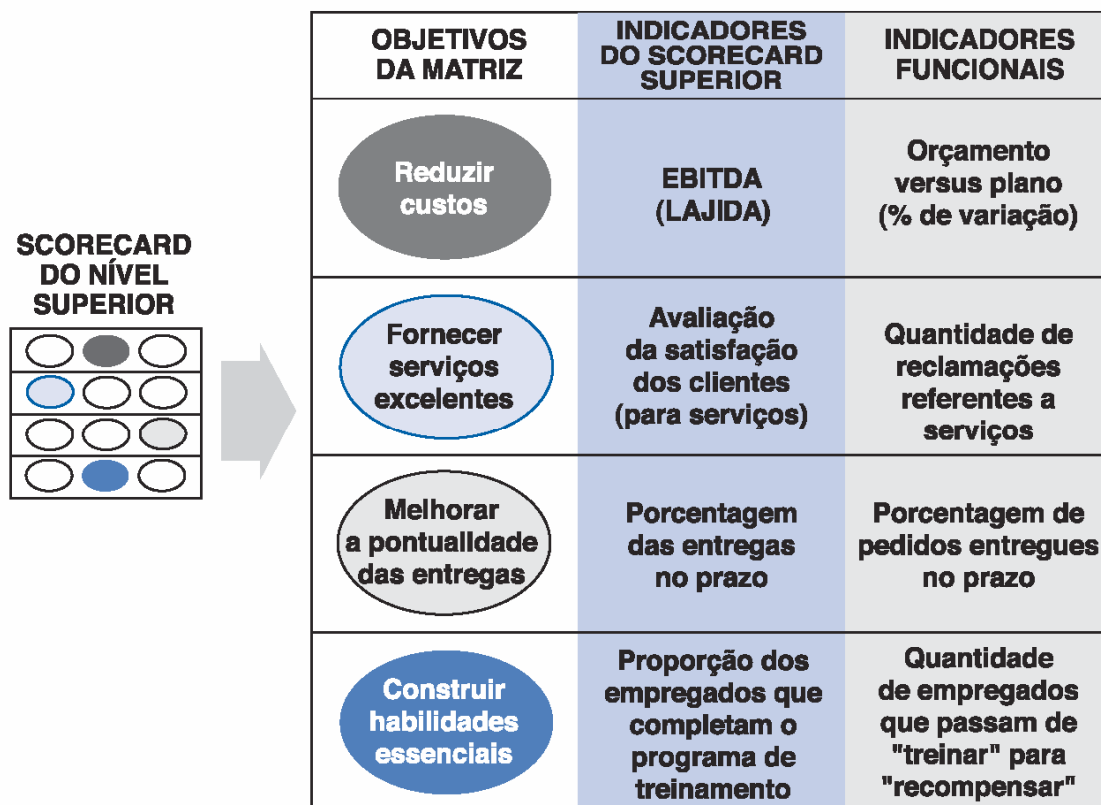 SCORECARD
DO NÍVEL
SUPERIOR
OBJETIVOS
DA MATRIZ
INDICADORES
DO SCORECARD
SUPERIOR
INDICADORES
FUNCIONAIS
Reduzir
custos
EBITDA
(LAJIDA)
Orçamento
versus plano
(% de variação)
Fornecer
serviços
excelentes
Avaliação
da satisfação
dos clientes
(para serviços)
Quantidade de
reclamações
referentes a
serviços
Melhorar
a pontualldade
das entregas
Porcentagem
das entregas
no prazo
Porcentagem de
pedidos entregues
no prazo
Construir
habilidades
essenciais
Proporção dos
empregados que
completam o
programa de
treinamento
Quantidade
de empregados
que passam de
"treinar" para
"recompensar"